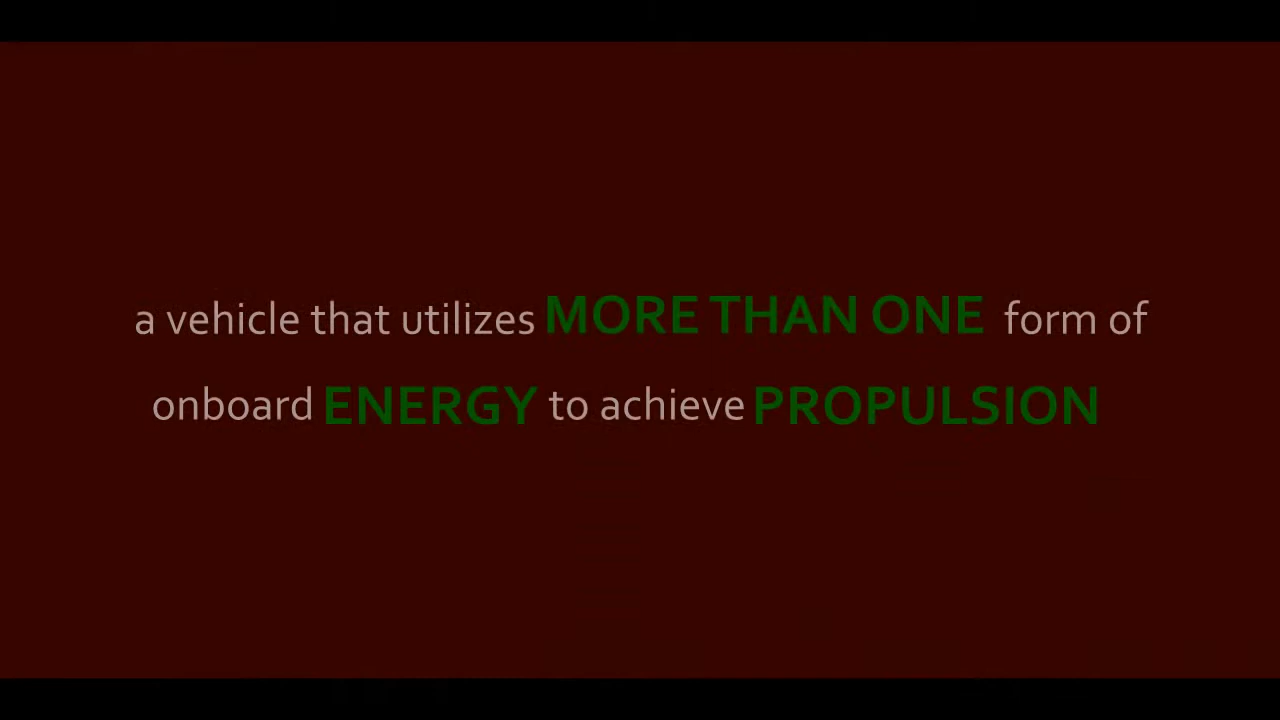 a vehicle that utilizes MORE THAN ONE form of
onboard ENERGY to achieve PROPULSION